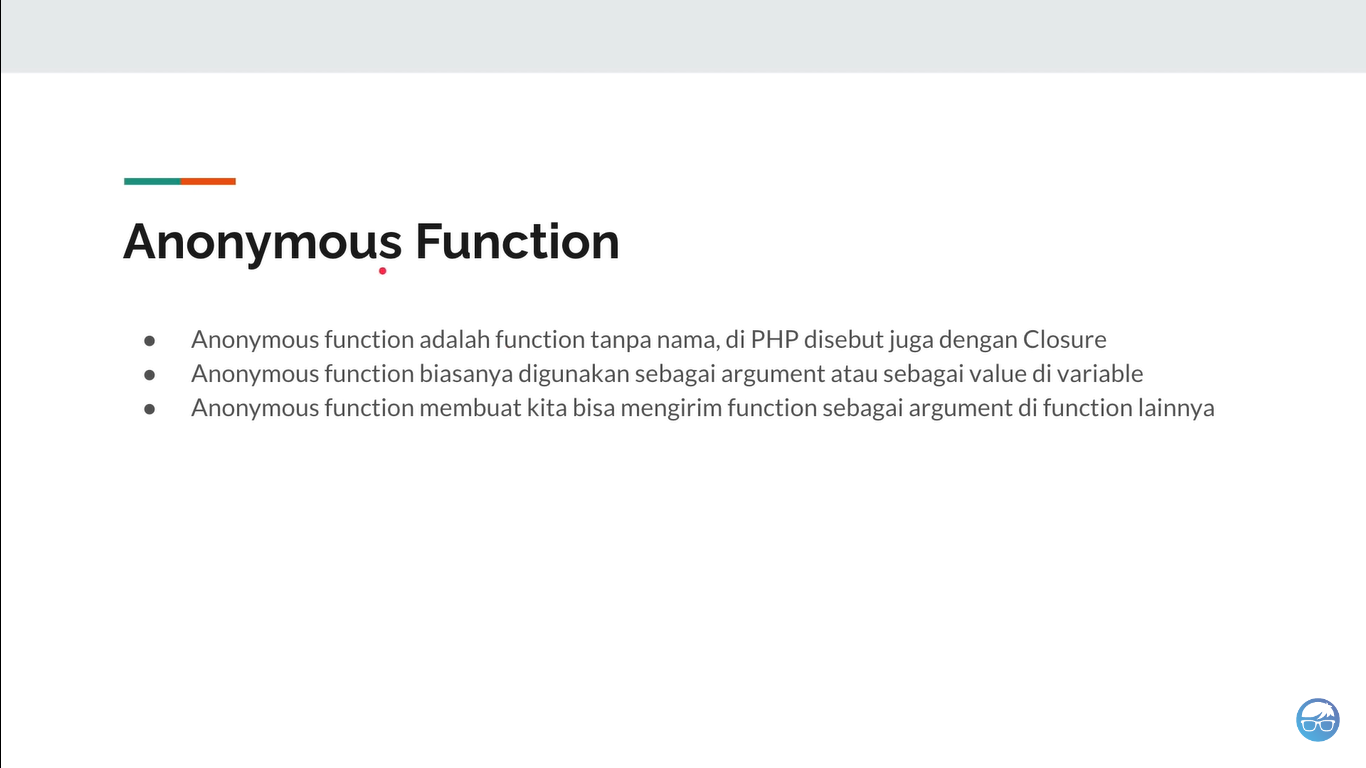 Anonymous Function
● Anonymous function adalah function tanpa nama, di PHP disebut juga dengan Closure
● Anonymous function biasanya digunakan sebagai argument atau sebagai value di variable
● Anonymous function membuat kita bisa mengirim function sebagai argument di function lainnya